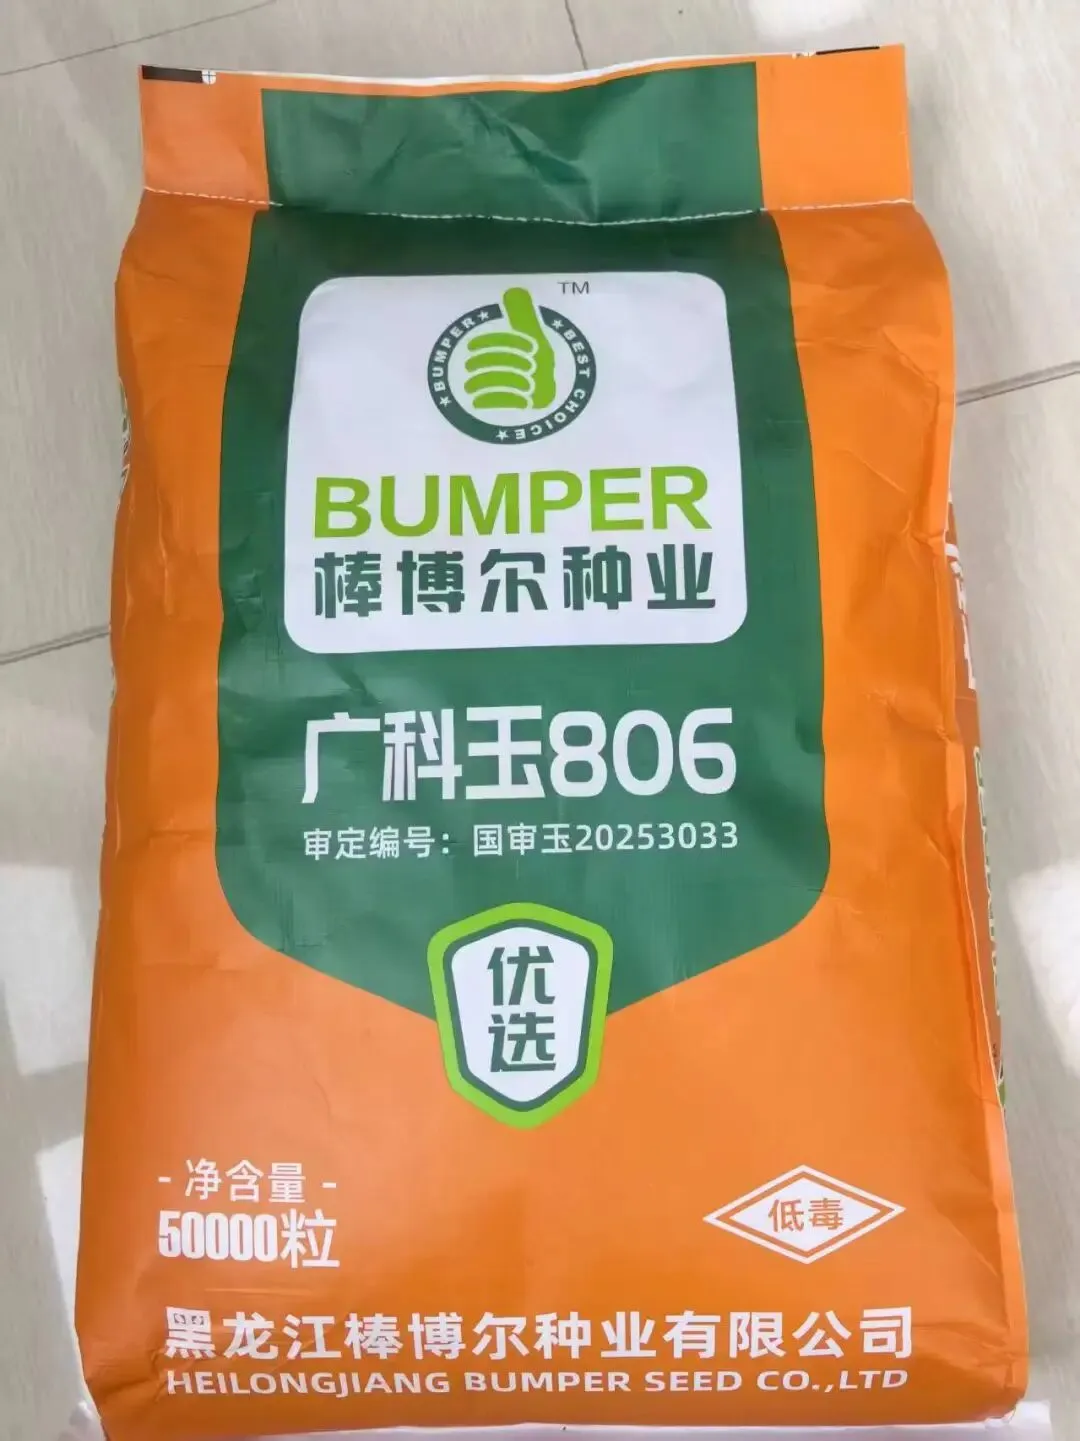 TM
★ BUMPER ★ BEST CHOICE ★
BUMPER
棒博尔种业
广科玉806
审定编号：国审玉20253033
优选
- 净含量 -
50000粒
低毒
黑龙江棒博尔种业有限公司
HEILONGJIANG BUMPER SEED CO.,LTD